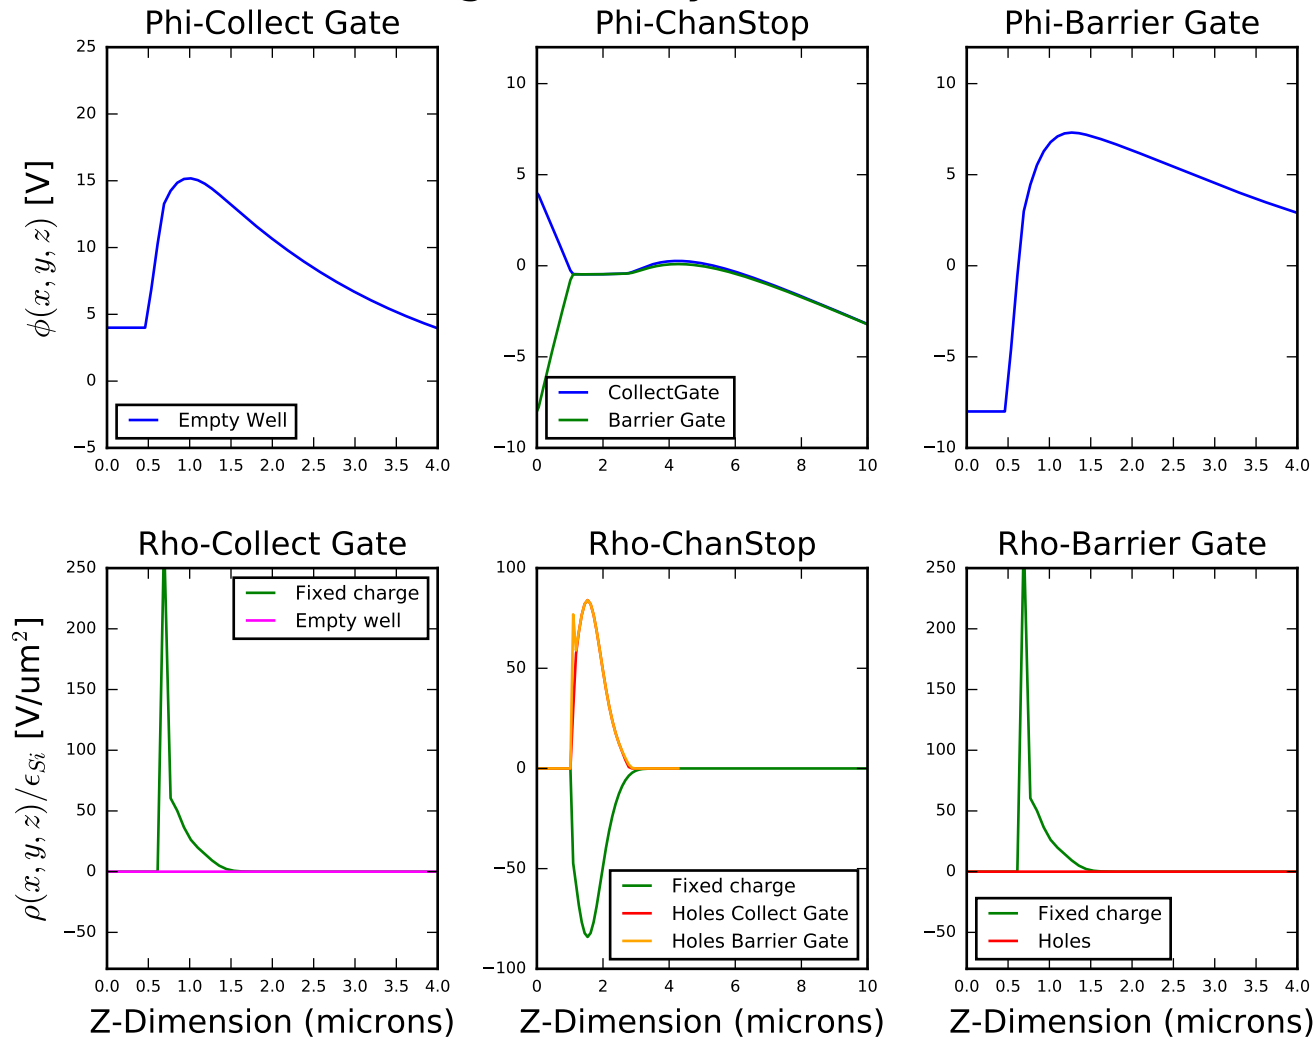 Phi-Collect Gate
Phi-ChanStop
Phi-Barrier Gate
ϕ(x, y, z) [V]
25
20
15
10
5
0
−5
0.0 0.5 1.0 1.5 2.0 2.5 3.0 3.5 4.0
Empty Well
10
5
0
−5
−10
0 2 4 6 8 10
CollectGate
Barrier Gate
10
5
0
−5
−10
0.0 0.5 1.0 1.5 2.0 2.5 3.0 3.5 4.0
Rho-Collect Gate
Rho-ChanStop
Rho-Barrier Gate
ρ(x, y, z)/ϵSi [V/um²]
250
200
150
100
50
0
−50
0.0 0.5 1.0 1.5 2.0 2.5 3.0 3.5 4.0
Fixed charge
Empty well
Z-Dimension (microns)
100
50
0
−50
−100
0 2 4 6 8 10
Fixed charge
Holes Collect Gate
Holes Barrier Gate
250
200
150
100
50
0
−50
0.0 0.5 1.0 1.5 2.0 2.5 3.0 3.5 4.0
Fixed charge
Holes
Z-Dimension (microns)